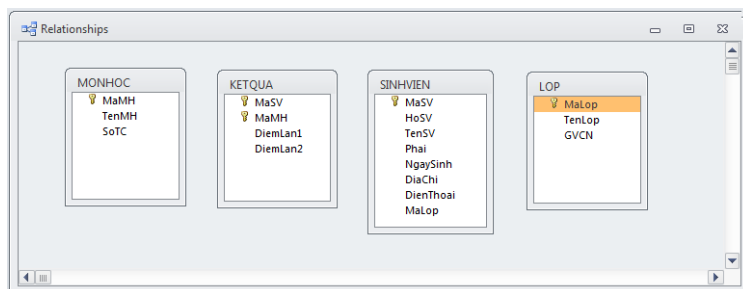 Relationships
MONHOC
MaMH
TenMH
SoTC
KETQUA
MaSV
MaMH
DiemLan1
DiemLan2
SINHVIEN
MaSV
HoSV
TenSV
Phai
NgaySinh
DiaChi
DienThoai
MaLop
LOP
MaLop
TenLop
GVCN